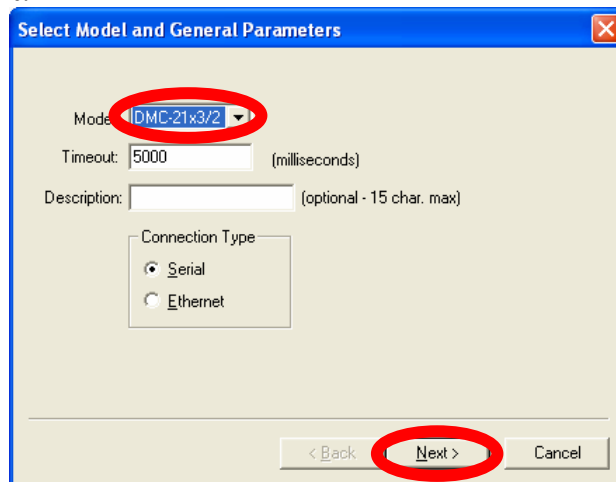 Select Model and General Parameters
Mode DMC-21x3/2
Timeout: 5000 (milliseconds)
Description: (optional - 15 char. max)
Connection Type
Serial
Ethernet
< Back Next > Cancel